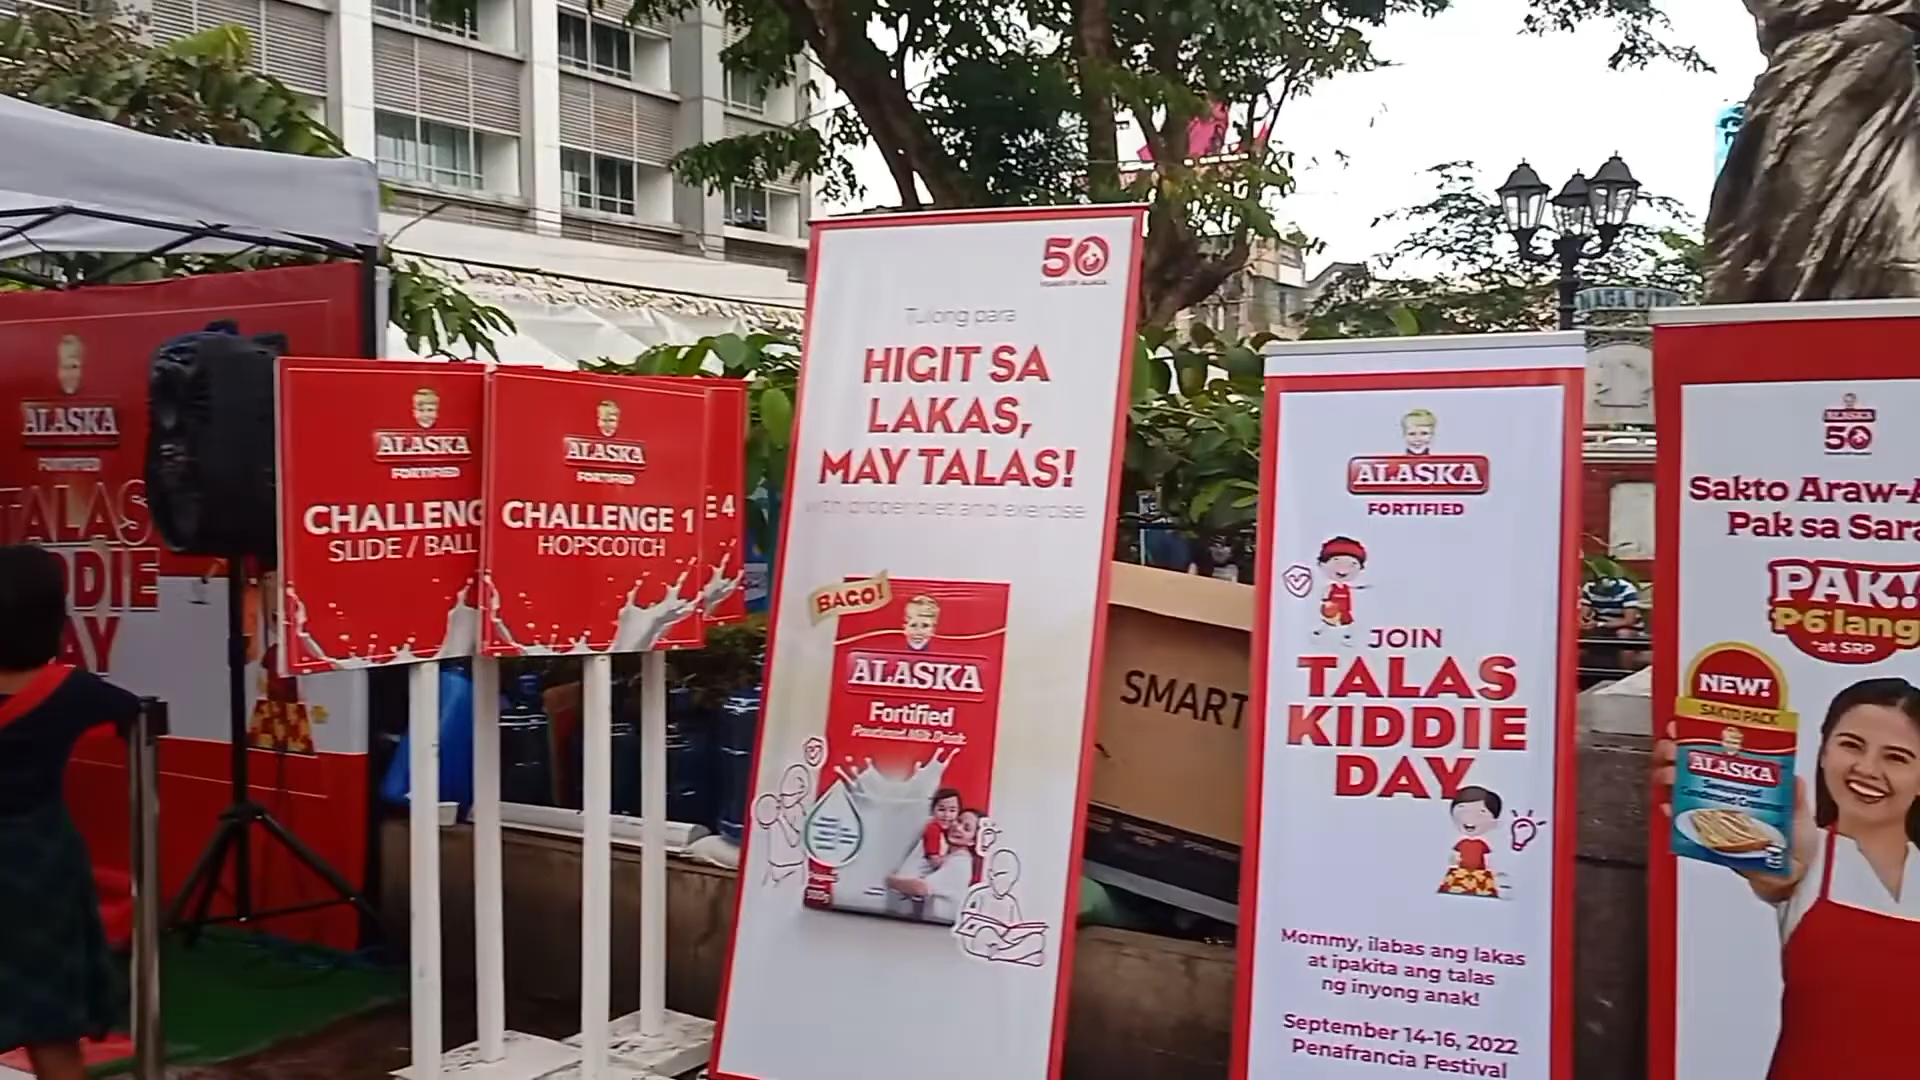 ALASKA
FORTIFIED
TALAS
KIDDIE
DAY
ALASKA
FORTIFIED
SLIDE / BALL
ALASKA
FORTIFIED
CHALLENGE 1
HOPSCOTCH
E 4
50
Tulong para
HIGIT SA
LAKAS,
MAY TALAS!
with proper diet and exercise
BAGO!
ALASKA
Fortified
Powdered Milk Drink
SMART
NAGA CITY
ALASKA
FORTIFIED
JOIN
TALAS
KIDDIE
DAY
Mommy, ilabas ang lakas
at ipakita ang talas
ng inyong anak!
September 14-16, 2022
Penafrancia Festival
ALASKA
50
Sakto Araw-A
Pak sa Sara
PAK!
P6 lang
*at SRP
NEW!
SAKTO PACK
ALASKA